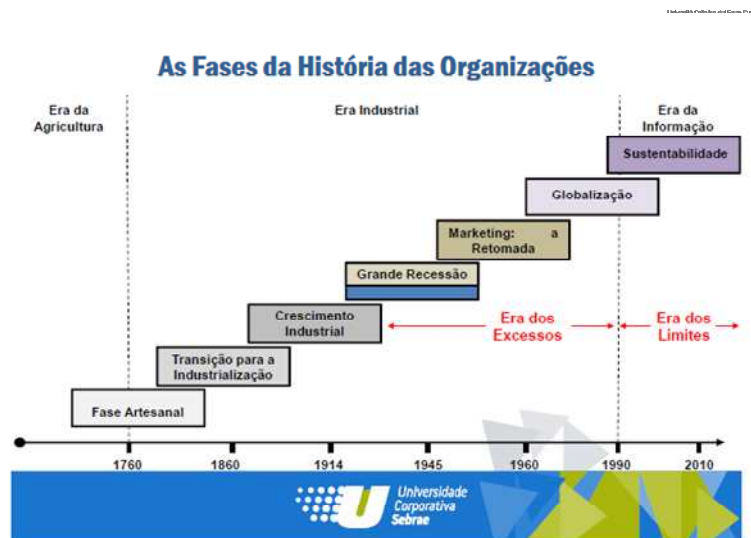 As Fases da História das Organizações
Era da
Agricultura
Era Industrial
Era da
Informação
Sustentabilidade
Globalização
Marketing: a
Retomada
Grande Recessão
Crescimento
Industrial
Era dos
Excessos
Era dos
Limites
Transição para a
Industrialização
Fase Artesanal
1760
1860
1914
1945
1960
1990
2010
U
Universidade
Corporativa
Sebrae